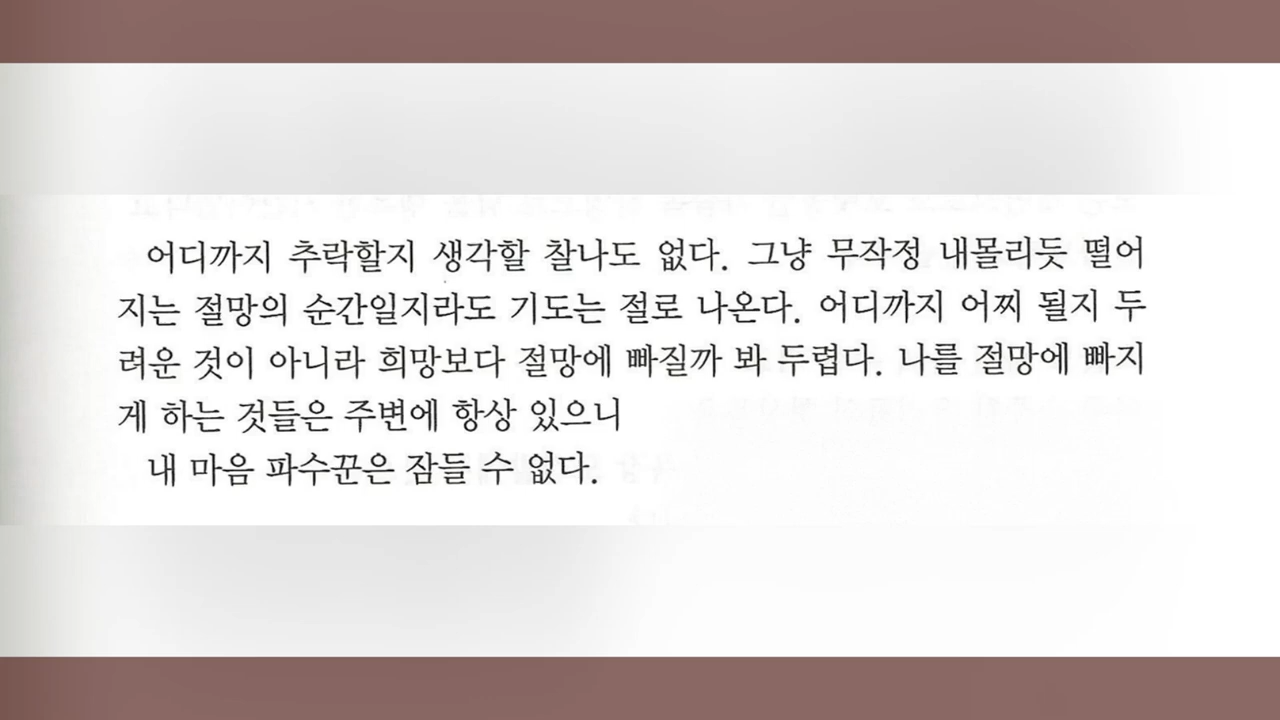 어디까지 추락할지 생각할 찰나도 없다. 그냥 무작정 내몰리듯 떨어
지는 절망의 순간일지라도 기도는 절로 나온다. 어디까지 어찌 될지 두
려운 것이 아니라 희망보다 절망에 빠질까 봐 두렵다. 나를 절망에 빠지
게 하는 것들은 주변에 항상 있으니
내 마음 파수꾼은 잠들 수 없다.